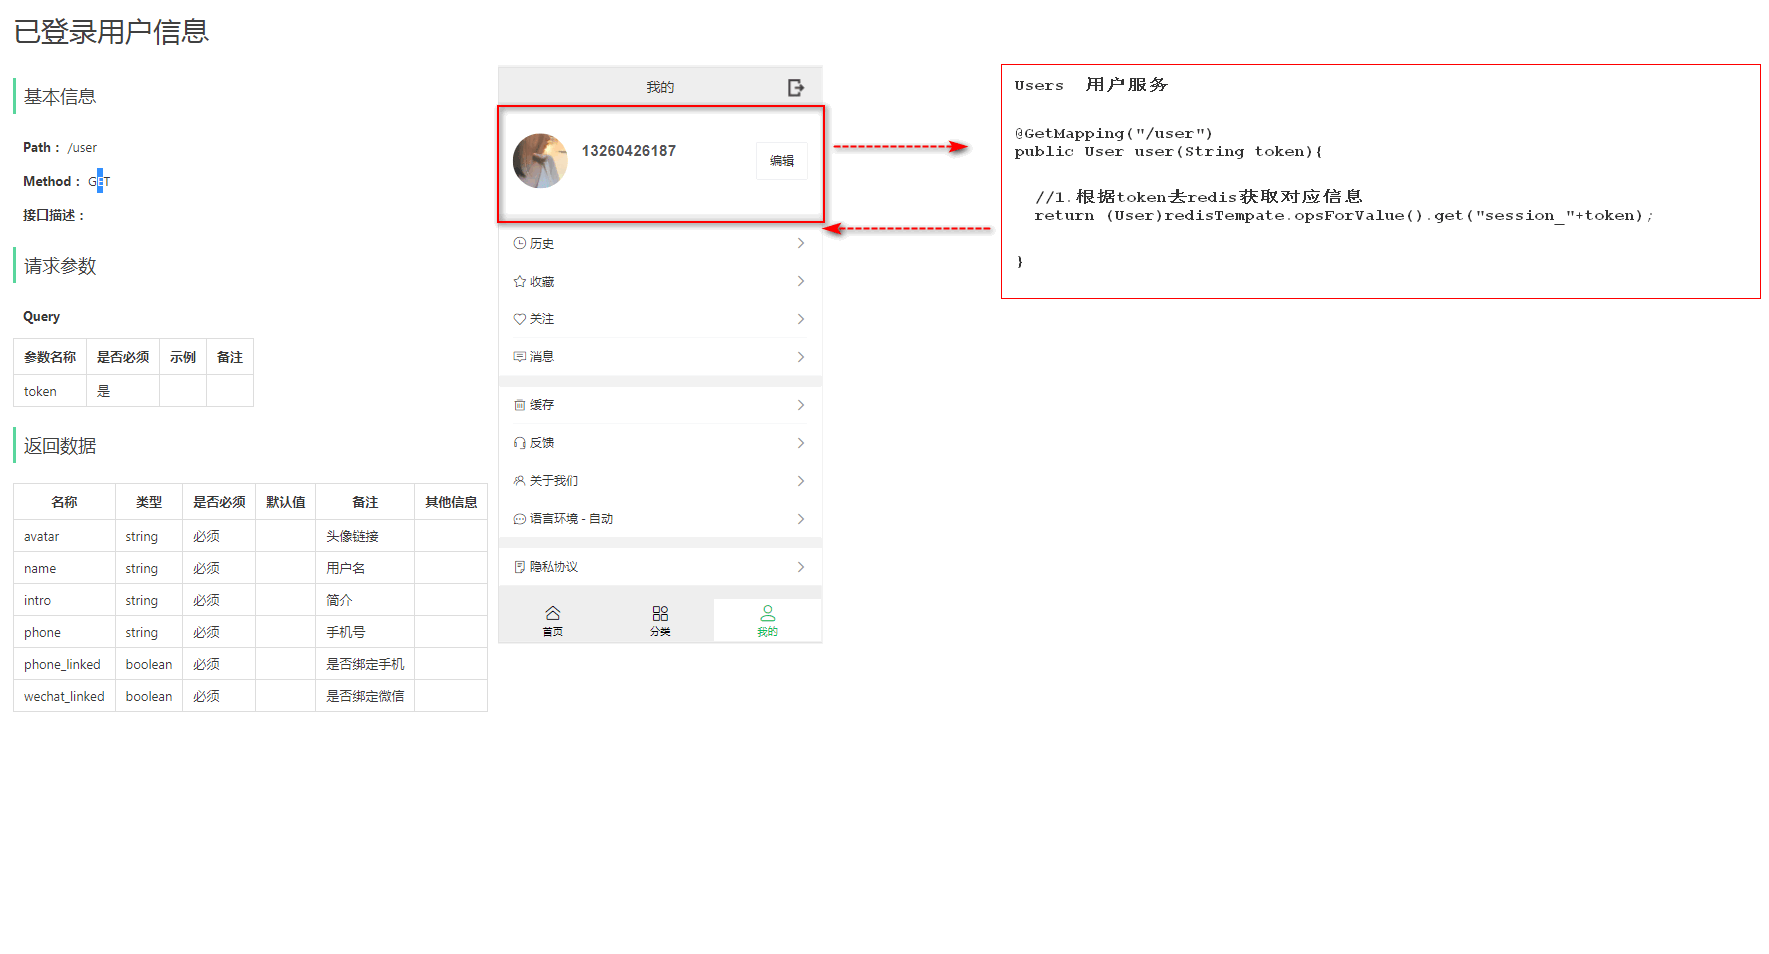 已登录用户信息
基本信息
Path： /user
Method： GET
接口描述：
请求参数
Query
参数名称 是否必须 示例 备注
token 是
返回数据
名称 类型 是否必须 默认值 备注 其他信息
avatar string 必须 头像链接
name string 必须 用户名
intro string 必须 简介
phone string 必须 手机号
phone_linked boolean 必须 是否绑定手机
wechat_linked boolean 必须 是否绑定微信
我的
13260426187
编辑
历史
收藏
关注
消息
缓存
反馈
关于我们
语言环境 - 自动
隐私协议
首页 分类 我的
Users 用户服务
@GetMapping("/user")
public User user(String token){
//1.根据token去redis获取对应信息
return (User)redisTempate.opsForValue().get("session_"+token);
}